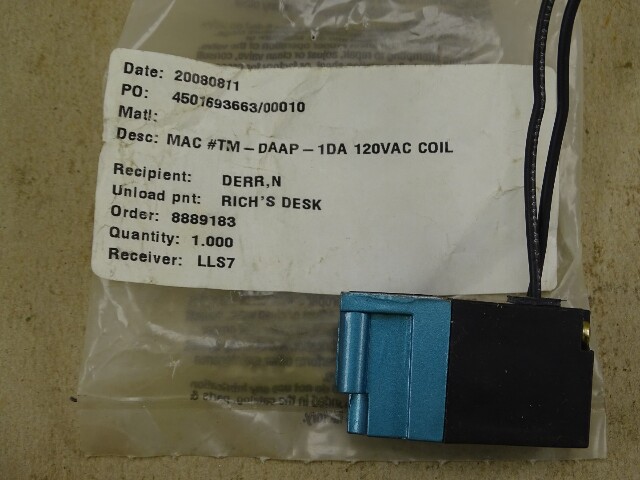 Date: 20080811
PO: 4501693663/00010
Matl:
Desc: MAC #TM-DAAP-1DA 120VAC COIL
Recipient: DERR,N
Unload pnt: RICH'S DESK
Order: 8889183
Quantity: 1.000
Receiver: LLS7